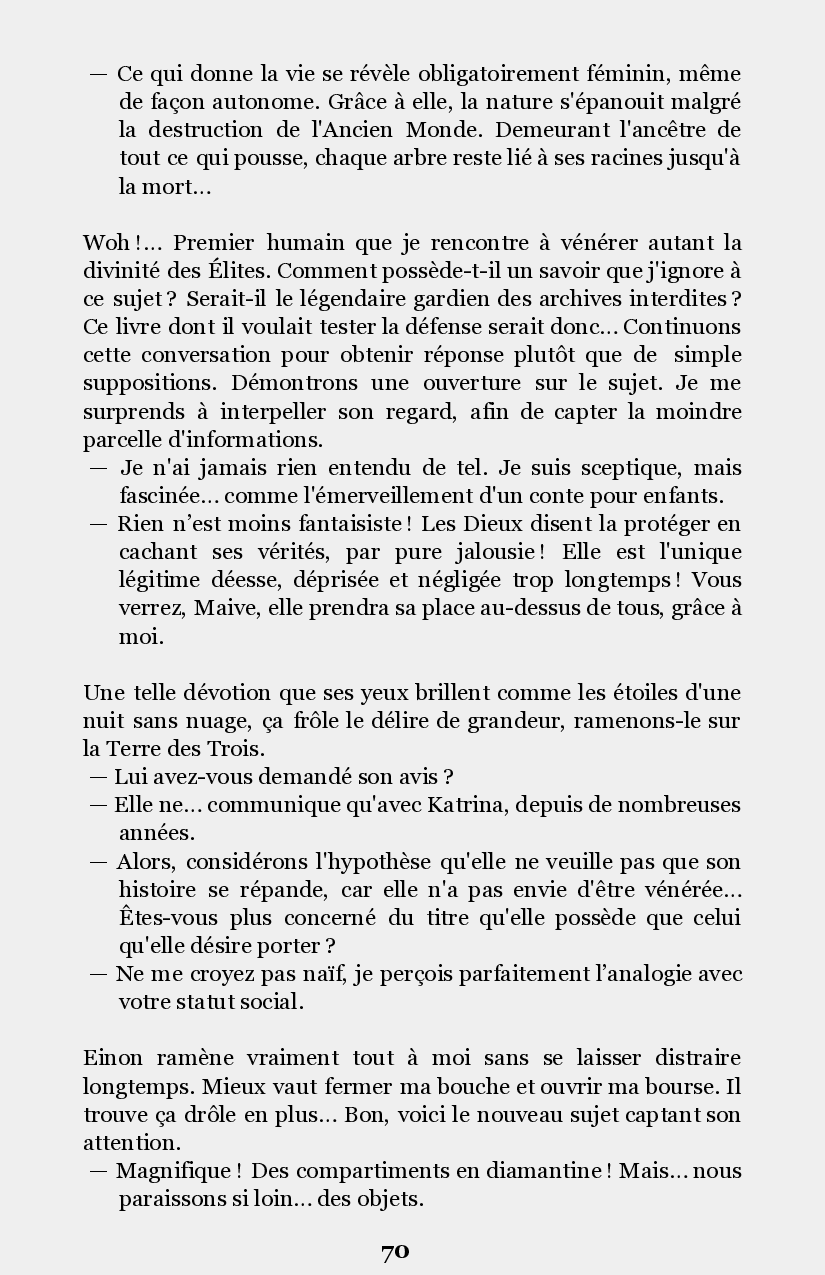 — Ce qui donne la vie se révèle obligatoirement féminin, même
de façon autonome. Grâce à elle, la nature s'épanouit malgré
la destruction de l'Ancien Monde. Demeurant l'ancêtre de
tout ce qui pousse, chaque arbre reste lié à ses racines jusqu'à
la mort...
Woh !... Premier humain que je rencontre à vénérer autant la
divinité des Élites. Comment possède-t-il un savoir que j'ignore à
ce sujet ? Serait-il le légendaire gardien des archives interdites ?
Ce livre dont il voulait tester la défense serait donc... Continuons
cette conversation pour obtenir réponse plutôt que de simple
suppositions. Démontrons une ouverture sur le sujet. Je me
surprends à interpeller son regard, afin de capter la moindre
parcelle d'informations.
— Je n'ai jamais rien entendu de tel. Je suis sceptique, mais
fascinée... comme l'émerveillement d'un conte pour enfants.
— Rien n’est moins fantaisiste ! Les Dieux disent la protéger en
cachant ses vérités, par pure jalousie ! Elle est l'unique
légitime déesse, déprisée et négligée trop longtemps ! Vous
verrez, Maive, elle prendra sa place au-dessus de tous, grâce à
moi.
Une telle dévotion que ses yeux brillent comme les étoiles d'une
nuit sans nuage, ça frôle le délire de grandeur, ramenons-le sur
la Terre des Trois.
— Lui avez-vous demandé son avis ?
— Elle ne... communique qu'avec Katrina, depuis de nombreuses
années.
— Alors, considérons l'hypothèse qu'elle ne veuille pas que son
histoire se répande, car elle n'a pas envie d'être vénérée...
Êtes-vous plus concerné du titre qu'elle possède que celui
qu'elle désire porter ?
— Ne me croyez pas naïf, je perçois parfaitement l’analogie avec
votre statut social.
Einon ramène vraiment tout à moi sans se laisser distraire
longtemps. Mieux vaut fermer ma bouche et ouvrir ma bourse. Il
trouve ça drôle en plus... Bon, voici le nouveau sujet captant son
attention.
— Magnifique ! Des compartiments en diamantine ! Mais... nous
paraissons si loin... des objets.
70